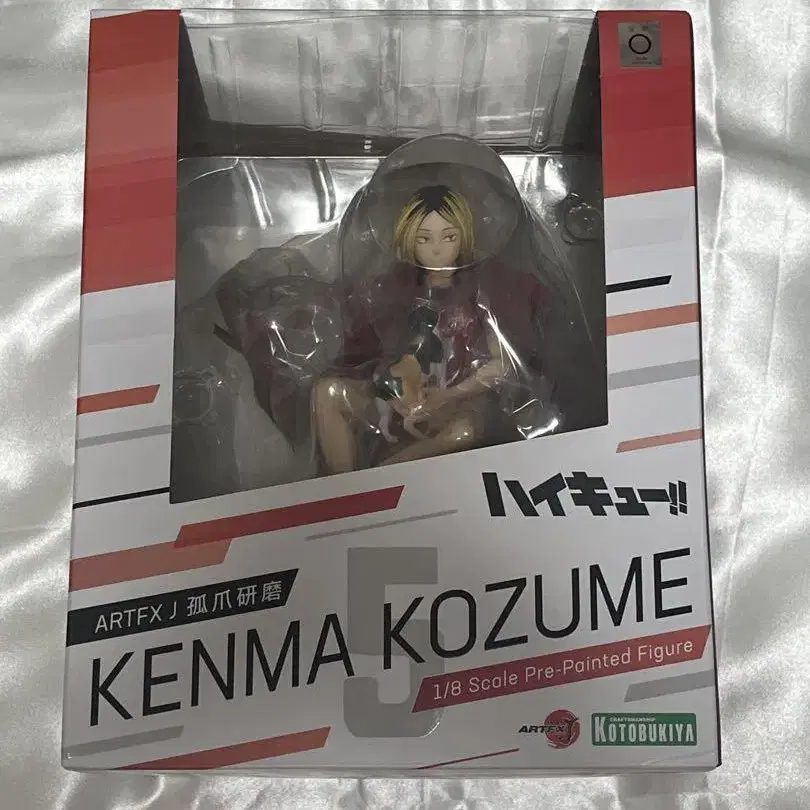 ハイキュー!!
5
ARTFX J 孤爪研磨
KENMA KOZUME
1/8 Scale Pre-Painted Figure
ARTFX J
CRAFTSMANSHIP
KOTOBUKIYA